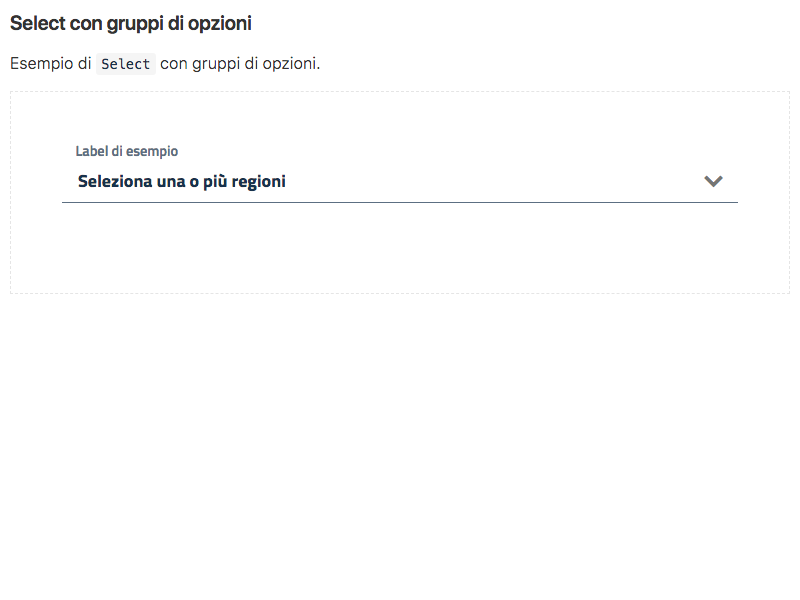 Select con gruppi di opzioni
Esempio di Select con gruppi di opzioni.
Label di esempio
Seleziona una o più regioni